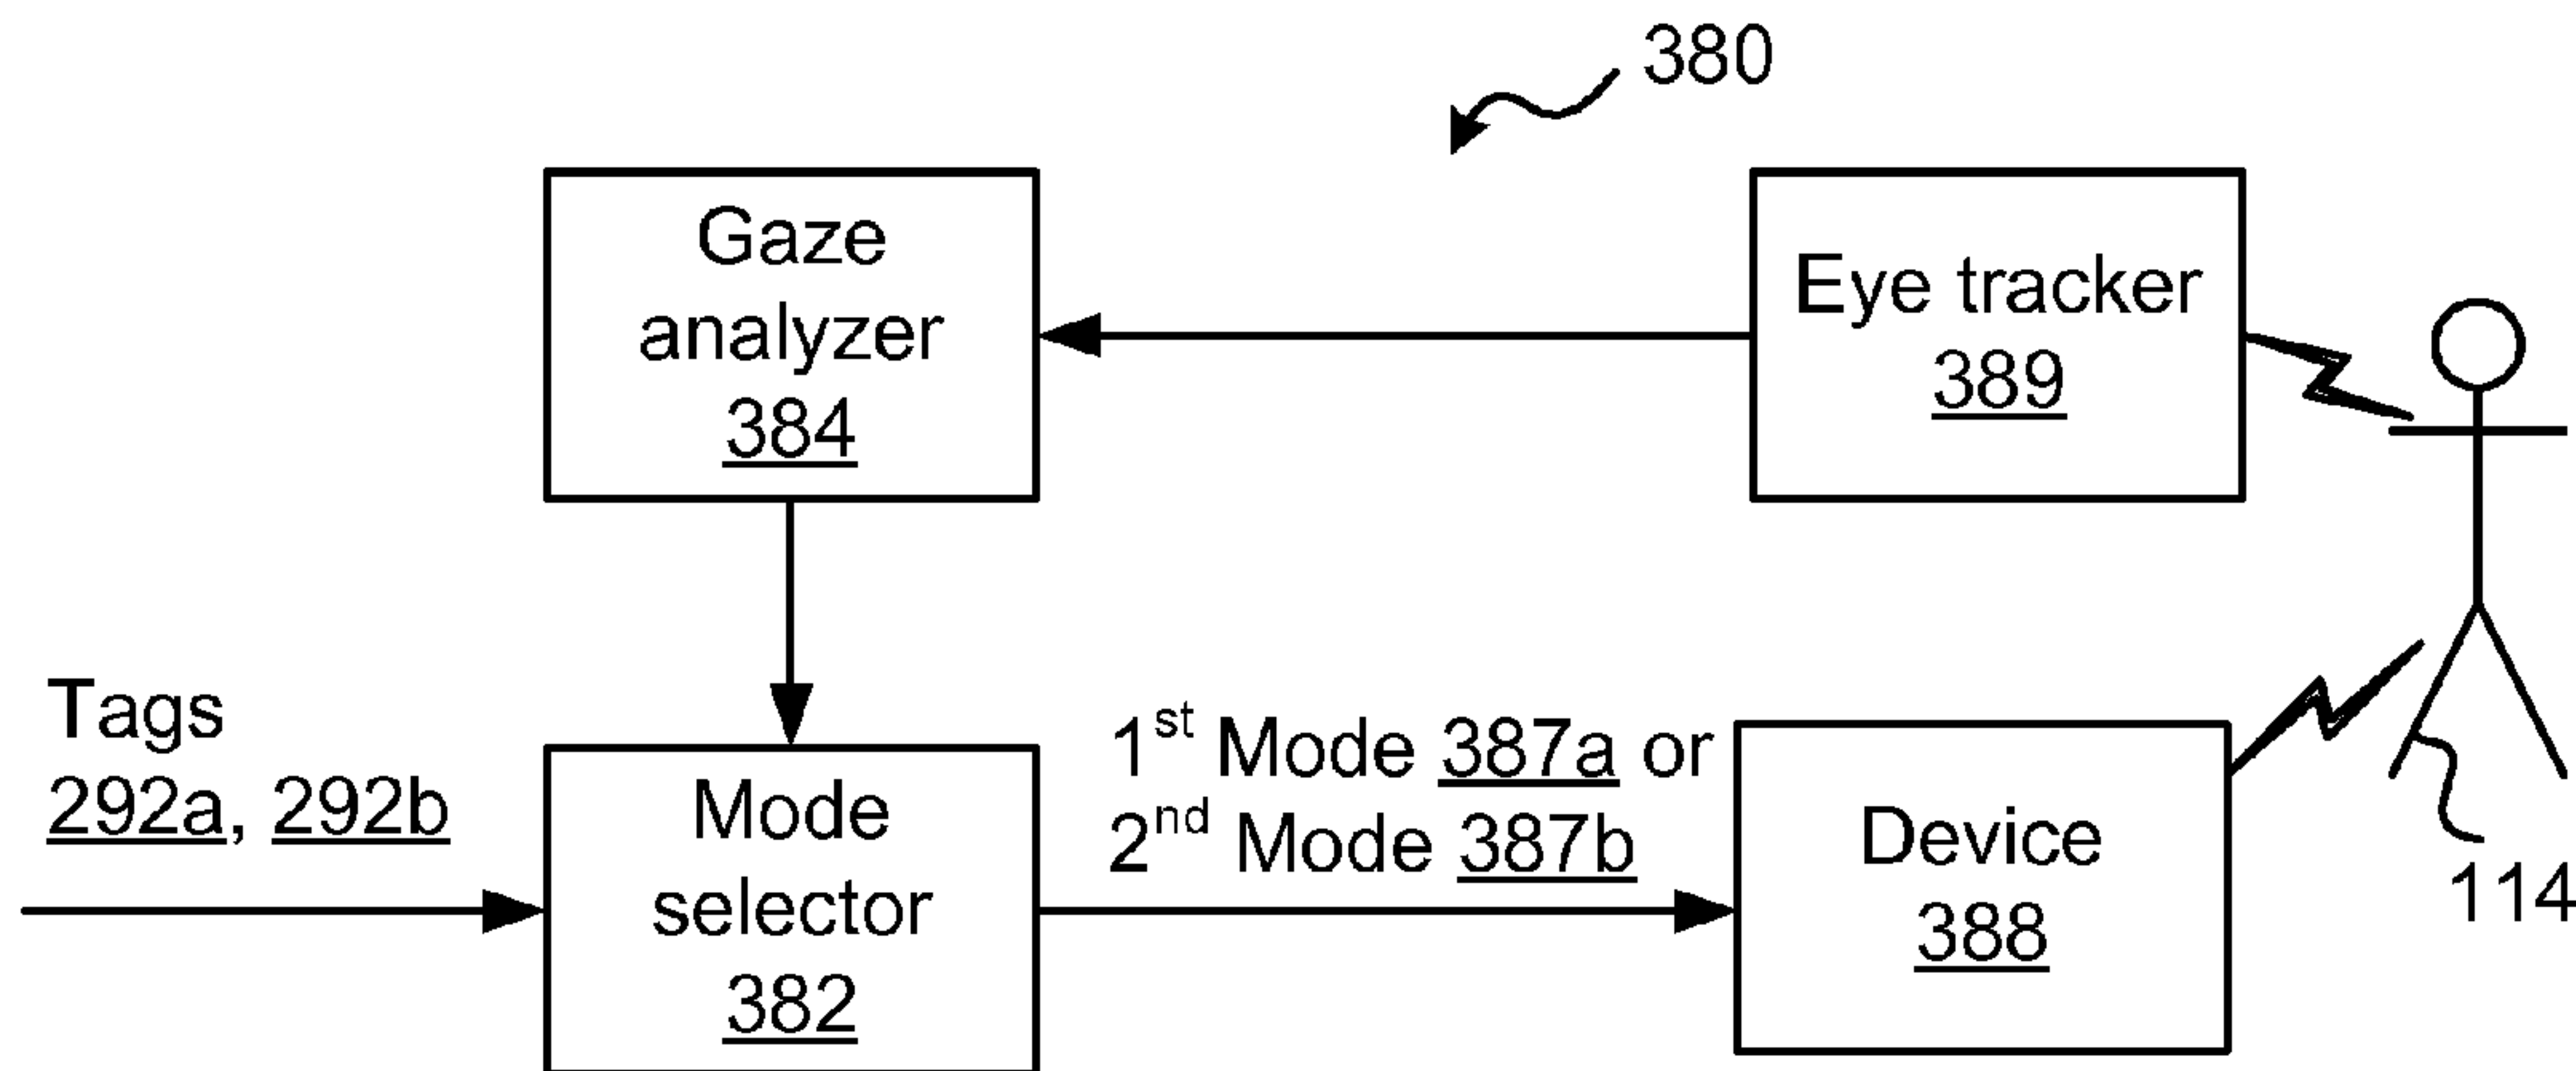 380
Gaze
analyzer
384
Eye tracker
389
Tags
292a, 292b
Mode
selector
382
1st Mode 387a or
2nd Mode 387b
Device
388
114